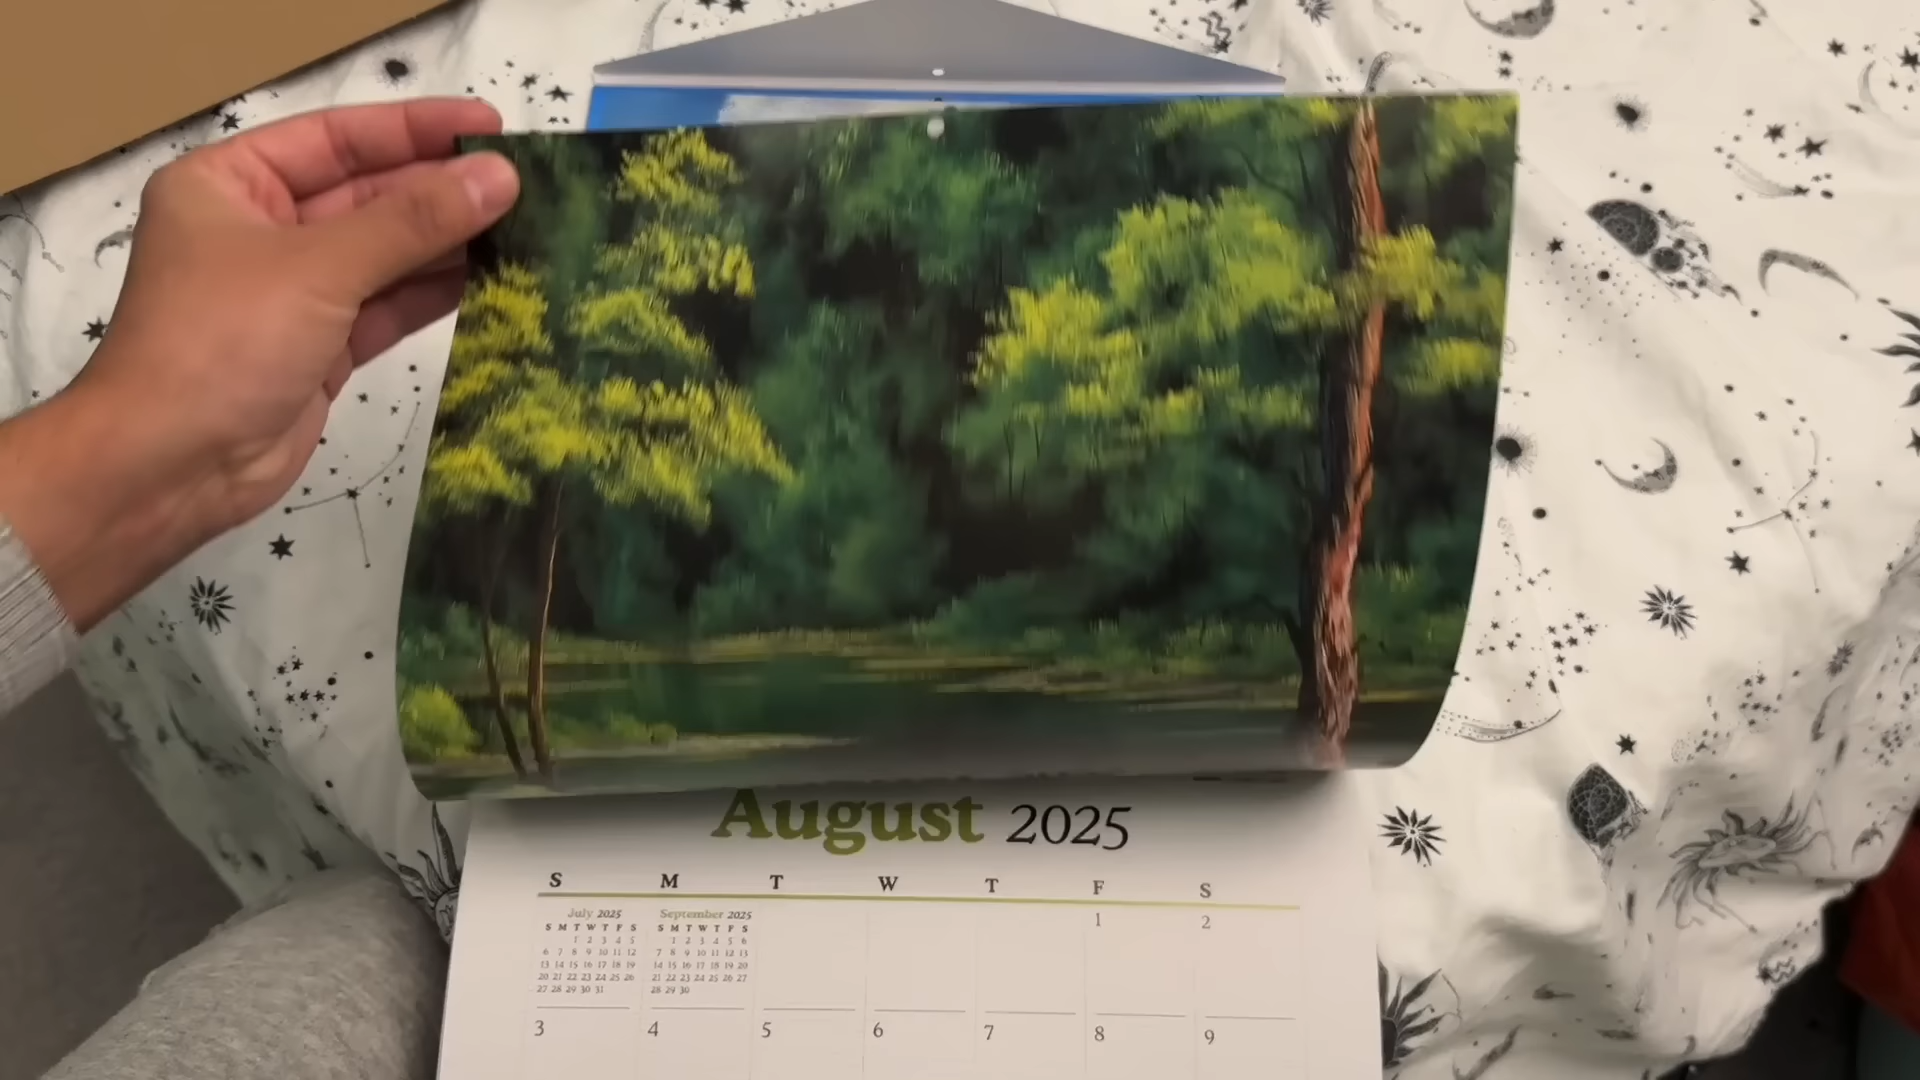 August 2025
S M T W T F S
July 2025
S M T W T F S
1 2 3 4 5
6 7 8 9 10 11 12
13 14 15 16 17 18 19
20 21 22 23 24 25 26
27 28 29 30 31
September 2025
S M T W T F S
1 2 3 4 5 6
7 8 9 10 11 12 13
14 15 16 17 18 19 20
21 22 23 24 25 26 27
28 29 30
1 2
3 4 5 6 7 8 9